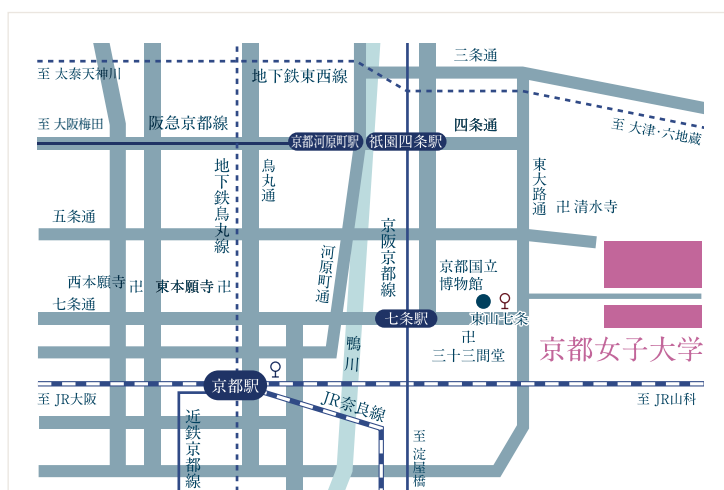 三条通
至 太秦天神川
地下鉄東西線
至 大阪梅田
阪急京都線
四条通
至 大津・六地蔵
京都河原町駅
祇園四条駅
地下鉄烏丸線
烏丸通
東大路通
卍 清水寺
五条通
京阪京都線
河原町通
京都国立
博物館
西本願寺 卍
東本願寺 卍
七条通
七条駅
東山七条
卍
三十三間堂
鴨川
京都女子大学
京都駅
至 JR大阪
JR奈良線
至 JR山科
近鉄京都線
至 淀屋橋